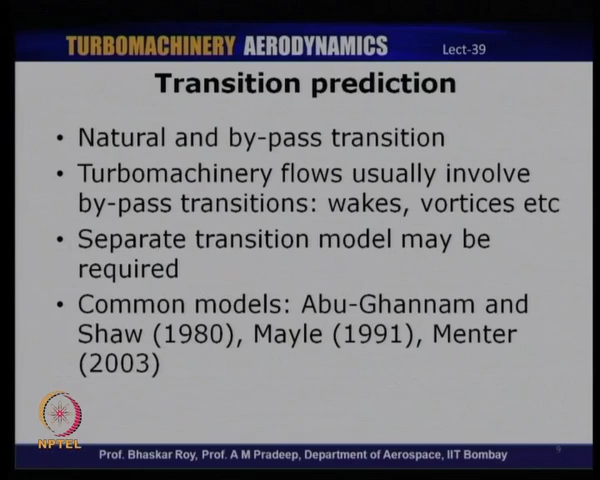 TURBOMACHINERY AERODYNAMICS Lect-39
Transition prediction
• Natural and by-pass transition
• Turbomachinery flows usually involve
by-pass transitions: wakes, vortices etc
• Separate transition model may be
required
• Common models: Abu-Ghannam and
Shaw (1980), Mayle (1991), Menter
(2003)
NPTEL
Prof. Bhaskar Roy, Prof. A M Pradeep, Department of Aerospace, IIT Bombay
9